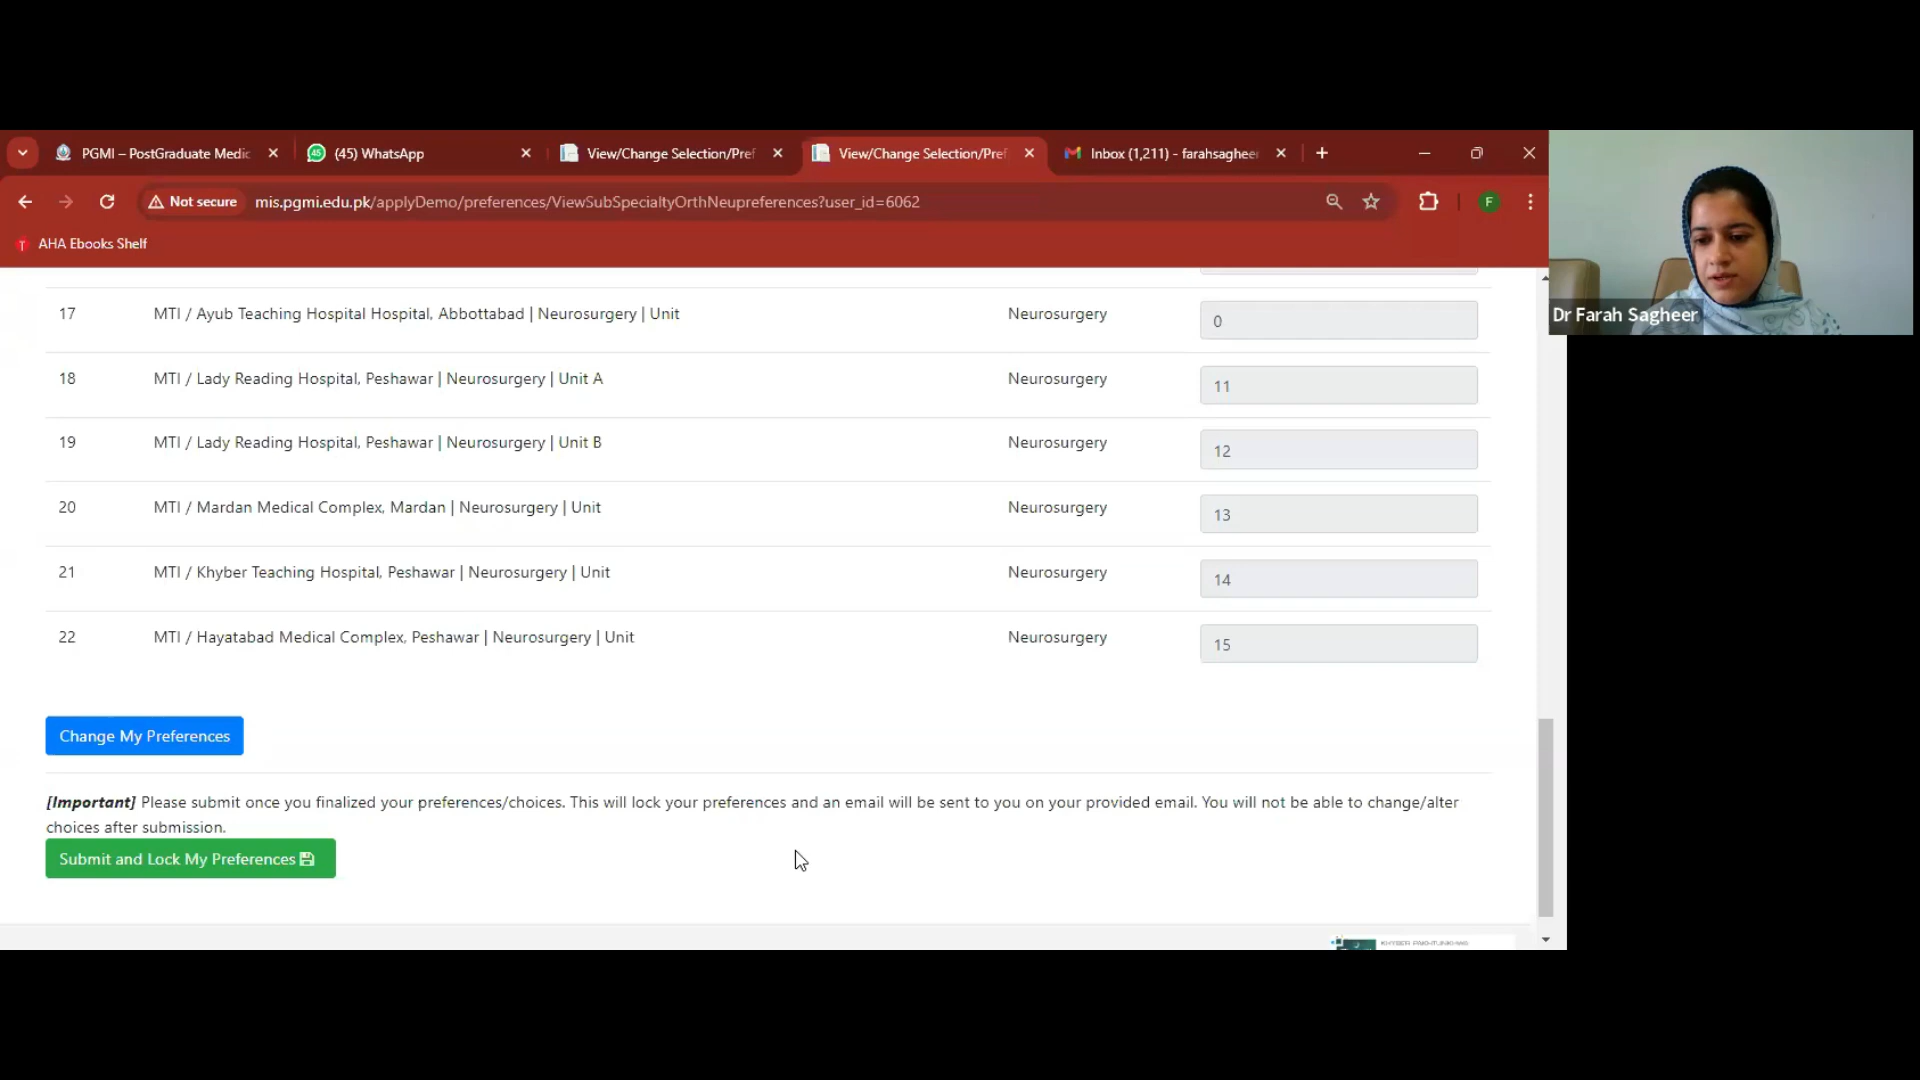 PGMI – PostGraduate Medic
(45) WhatsApp
View/Change Selection/Pref
View/Change Selection/Pref
Inbox (1,211) - farahsagheer
Not secure
mis.pgmi.edu.pk/applyDemo/preferences/ViewSubSpecialtyOrthNeupreferences?user_id=6062
F
AHA Ebooks Shelf
Dr Farah Sagheer
17 MTI / Ayub Teaching Hospital Hospital, Abbottabad | Neurosurgery | Unit Neurosurgery 0
18 MTI / Lady Reading Hospital, Peshawar | Neurosurgery | Unit A Neurosurgery 11
19 MTI / Lady Reading Hospital, Peshawar | Neurosurgery | Unit B Neurosurgery 12
20 MTI / Mardan Medical Complex, Mardan | Neurosurgery | Unit Neurosurgery 13
21 MTI / Khyber Teaching Hospital, Peshawar | Neurosurgery | Unit Neurosurgery 14
22 MTI / Hayatabad Medical Complex, Peshawar | Neurosurgery | Unit Neurosurgery 15
Change My Preferences
[Important] Please submit once you finalized your preferences/choices. This will lock your preferences and an email will be sent to you on your provided email. You will not be able to change/alter
choices after submission.
Submit and Lock My Preferences